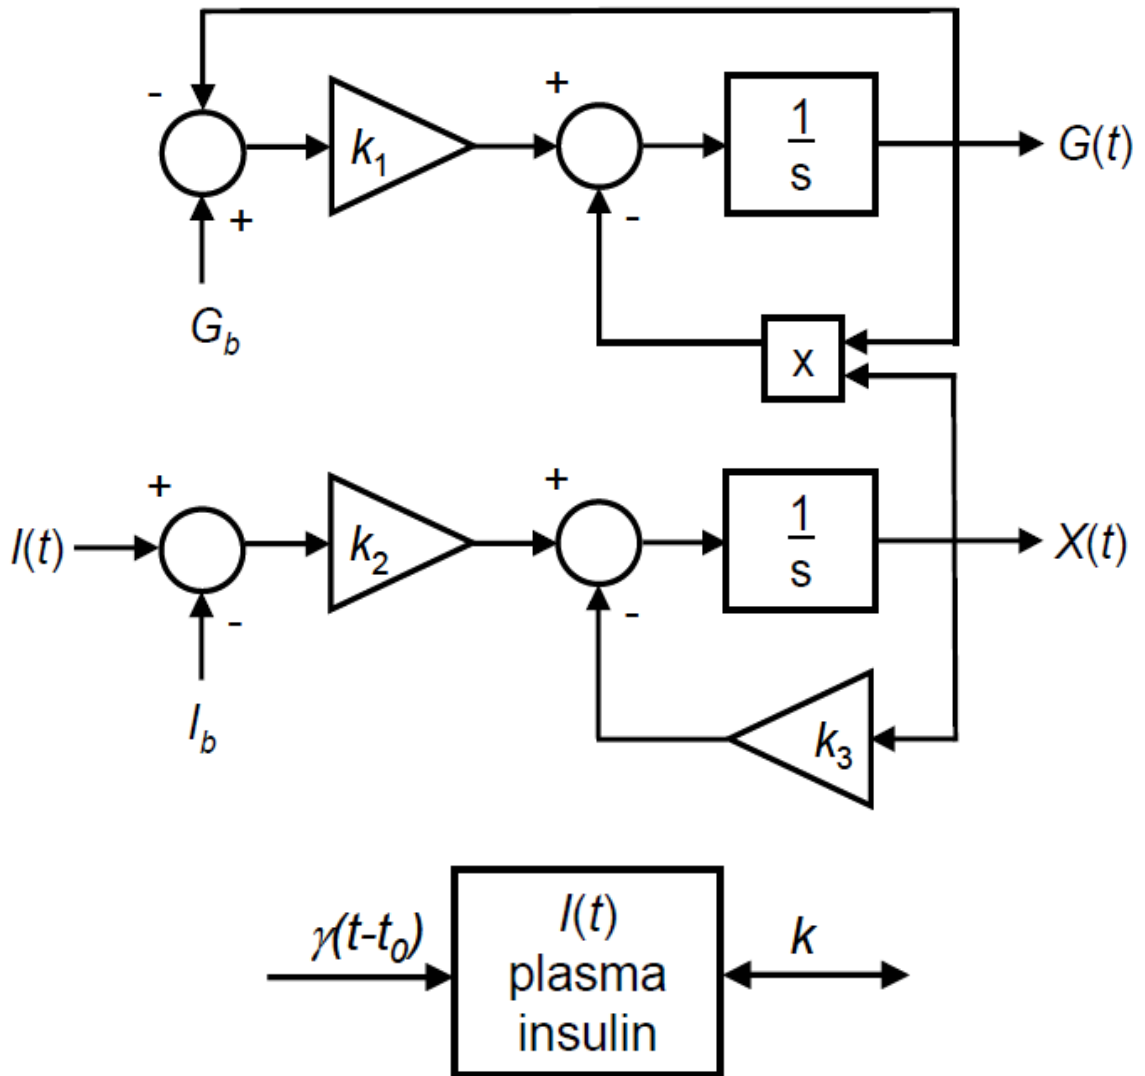 -
+
k1
1
s
G(t)
+
-
Gb
x
+
I(t)
k2
+
1
s
X(t)
-
-
Ib
k3
γ(t-t0)
I(t)
plasma
insulin
k